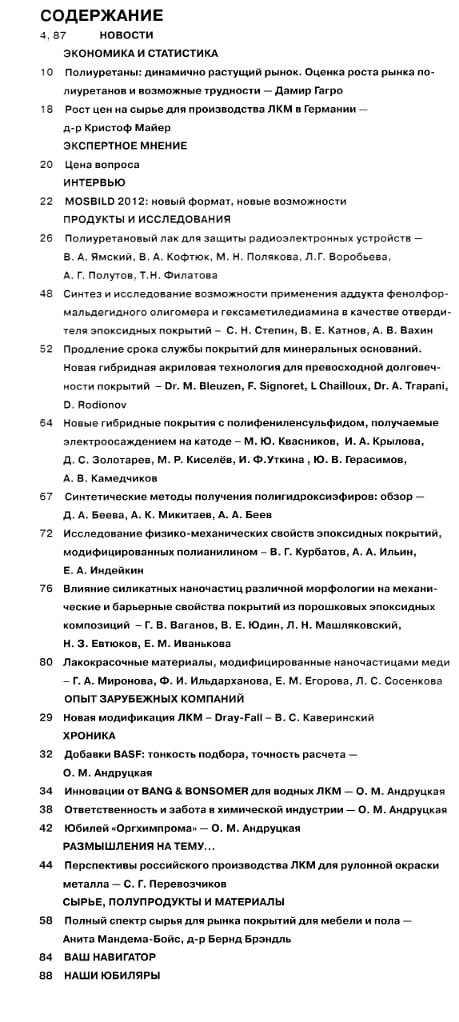 СОДЕРЖАНИЕ
4, 87 НОВОСТИ
ЭКОНОМИКА И СТАТИСТИКА
10 Полиуретаны: динамично растущий рынок. Оценка роста рынка по-
лиуретанов и возможные трудности — Дамир Гагро
18 Рост цен на сырье для производства ЛКМ в Германии —
д-р Кристоф Майер
ЭКСПЕРТНОЕ МНЕНИЕ
20 Цена вопроса
ИНТЕРВЬЮ
22 MOSBILD 2012: новый формат, новые возможности
ПРОДУКТЫ И ИССЛЕДОВАНИЯ
26 Полиуретановый лак для защиты радиоэлектронных устройств —
В. А. Ямский, В. А. Кофтюк, М. Н. Полякова, Л.Г. Воробьева,
А. Г. Полутов, Т.Н. Филатова
48 Синтез и исследование возможности применения аддукта фенолфор-
мальдегидного олигомера и гексаметиледиамина в качестве отверди-
теля эпоксидных покрытий – С. Н. Степин, В. Е. Катнов, А. В. Вахин
52 Продление срока службы покрытий для минеральных оснований.
Новая гибридная акриловая технология для превосходной долговеч-
ности покрытий – Dr. M. Bleuzen, F. Signoret, L Chailloux, Dr. A. Trapani,
D. Rodionov
64 Новые гибридные покрытия с полифениленсульфидом, получаемые
электроосаждением на катоде – М. Ю. Квасников, И. А. Крылова,
Д. С. Золотарев, М. Р. Киселёв, И. Ф.Уткина , Ю. В. Герасимов,
А. В. Камедчиков
67 Синтетические методы получения полигидроксиэфиров: обзор —
Д. А. Беева, А. К. Микитаев, А. А. Беев
72 Исследование физико-механических свойств эпоксидных покрытий,
модифицированных полианилином – В. Г. Курбатов, А. А. Ильин,
Е. А. Индейкин
76 Влияние силикатных наночастиц различной морфологии на механи-
ческие и барьерные свойства покрытий из порошковых эпоксидных
композиций – Г. В. Ваганов, В. Е. Юдин, Л. Н. Машляковский,
Н. З. Евтюков, Е. М. Иванькова
80 Лакокрасочные материалы, модифицированные наночастицами меди
– Г. А. Миронова, Ф. И. Ильдарханова, Е. М. Егорова, Л. С. Сосенкова
ОПЫТ ЗАРУБЕЖНЫХ КОМПАНИЙ
29 Новая модификация ЛКМ – Dray-Fall – В. С. Каверинский
ХРОНИКА
32 Добавки BASF: тонкость подбора, точность расчета —
О. М. Андруцкая
34 Инновации от BANG & BONSOMER для водных ЛКМ — О. М. Андруцкая
38 Ответственность и забота в химической индустрии — О. М. Андруцкая
42 Юбилей «Оргхимпрома» — О. М. Андруцкая
РАЗМЫШЛЕНИЯ НА ТЕМУ...
44 Перспективы российского производства ЛКМ для рулонной окраски
металла — С. Г. Перевозчиков
СЫРЬЕ, ПОЛУПРОДУКТЫ И МАТЕРИАЛЫ
58 Полный спектр сырья для рынка покрытий для мебели и пола —
Анита Мандема-Бойс, д-р Бернд Брэндль
84 ВАШ НАВИГАТОР
88 НАШИ ЮБИЛЯРЫ